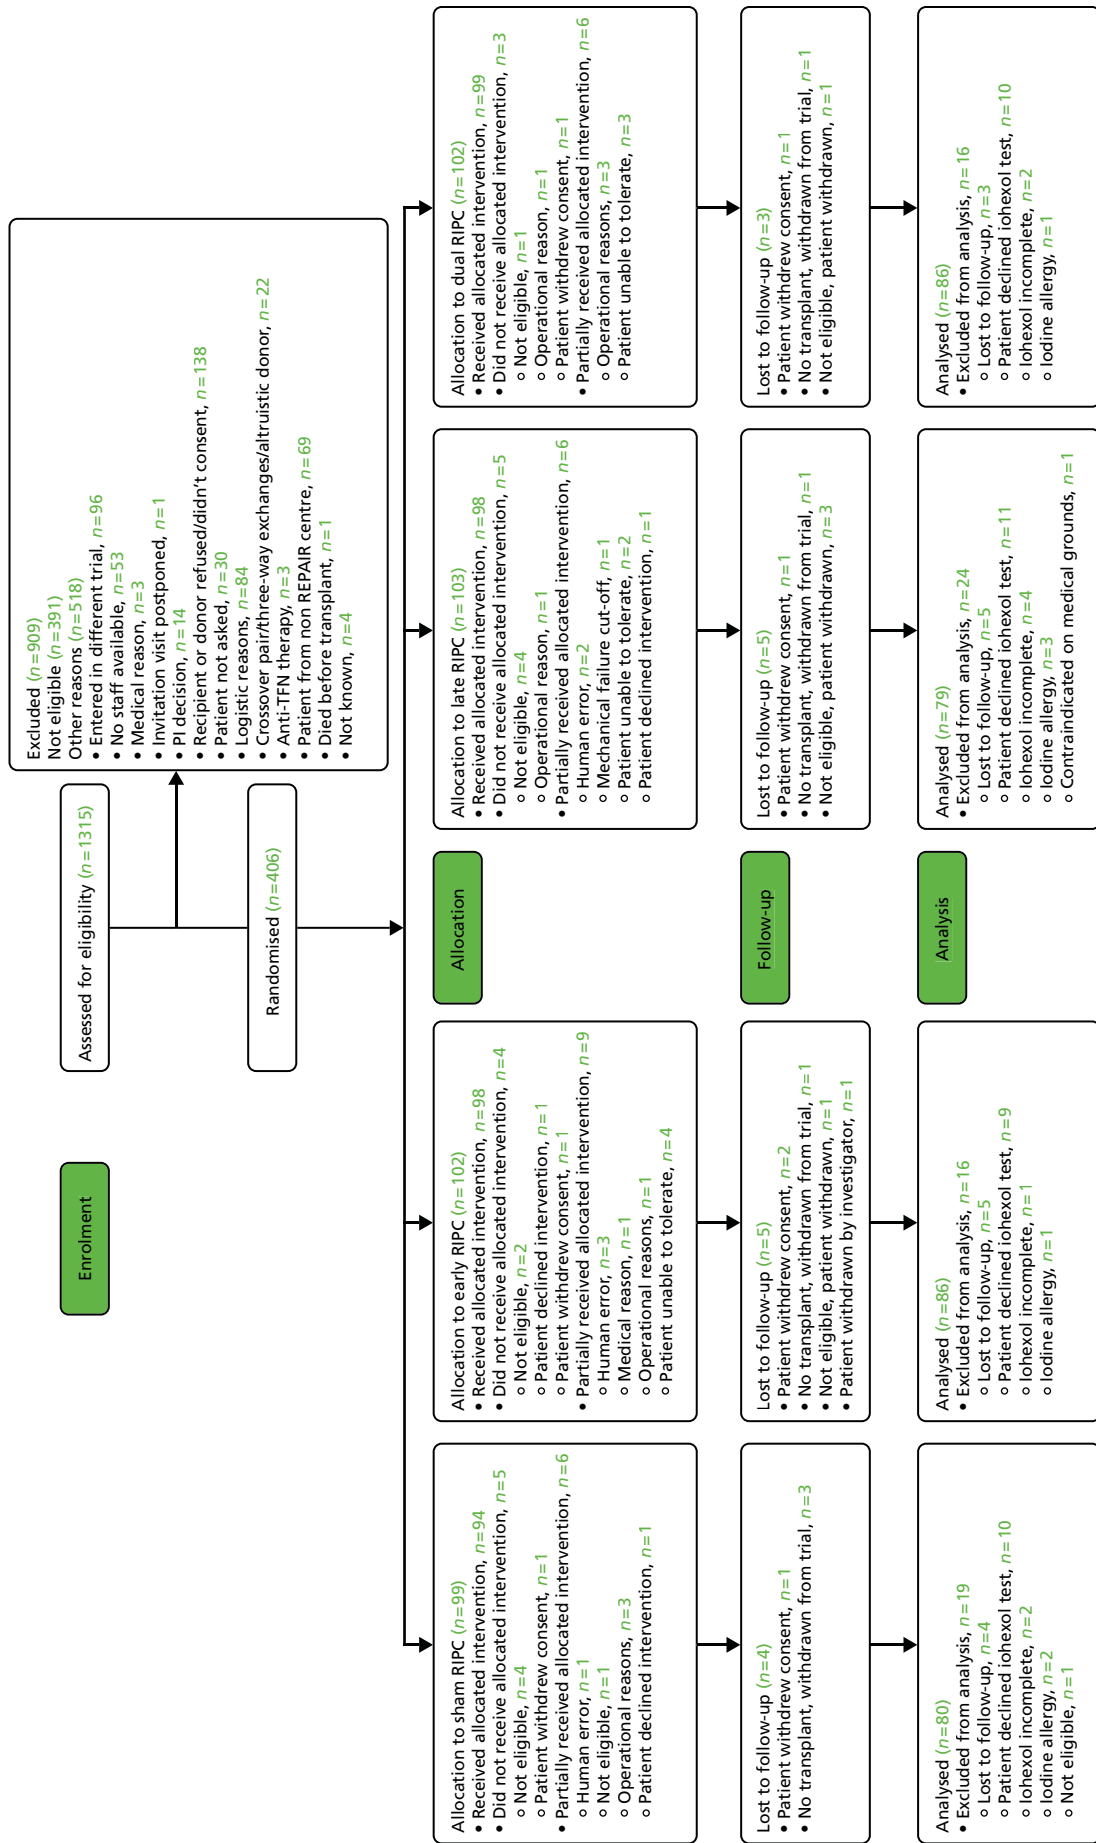 Enrolment
Assessed for eligibility (n=1315)
Excluded (n=909)
Not eligible (n=391)
Other reasons (n=518)
• Entered in different trial, n=96
• No staff available, n=53
• Medical reason, n=3
• Invitation visit postponed, n=1
• PI decision, n=14
• Recipient or donor refused/didn't consent, n=138
• Patient not asked, n=30
• Logistic reasons, n=84
• Crossover pair/three-way exchanges/altruistic donor, n=22
• Anti-TFN therapy, n=3
• Patient from non REPAIR centre, n=69
• Died before transplant, n=1
• Not known, n=4
Randomised (n=406)
Allocation
Allocation to sham RIPC (n=99)
• Received allocated intervention, n=94
• Did not receive allocated intervention, n=5
o Not eligible, n=4
o Patient withdrew consent, n=1
• Partially received allocated intervention, n=6
o Human error, n=1
o Not eligible, n=1
o Operational reasons, n=3
o Patient declined intervention, n=1
Allocation to early RIPC (n=102)
• Received allocated intervention, n=98
• Did not receive allocated intervention, n=4
o Not eligible, n=2
o Patient declined intervention, n=1
o Patient withdrew consent, n=1
• Partially received allocated intervention, n=9
o Human error, n=3
o Medical reason, n=1
o Operational reasons, n=1
o Patient unable to tolerate, n=4
Allocation to late RIPC (n=103)
• Received allocated intervention, n=98
• Did not receive allocated intervention, n=5
o Not eligible, n=4
o Operational reason, n=1
• Partially received allocated intervention, n=6
o Human error, n=2
o Mechanical failure cut-off, n=1
o Patient unable to tolerate, n=2
o Patient declined intervention, n=1
Allocation to dual RIPC (n=102)
• Received allocated intervention, n=99
• Did not receive allocated intervention, n=3
o Not eligible, n=1
o Operational reason, n=1
o Patient withdrew consent, n=1
• Partially received allocated intervention, n=6
o Operational reasons, n=3
o Patient unable to tolerate, n=3
Follow-up
Lost to follow-up (n=4)
• Patient withdrew consent, n=1
• No transplant, withdrawn from trial, n=3
Lost to follow-up (n=5)
• Patient withdrew consent, n=2
• No transplant, withdrawn from trial, n=1
• Not eligible, patient withdrawn, n=1
• Patient withdrawn by investigator, n=1
Lost to follow-up (n=5)
• Patient withdrew consent, n=1
• No transplant, withdrawn from trial, n=1
• Not eligible, patient withdrawn, n=3
Lost to follow-up (n=3)
• Patient withdrew consent, n=1
• No transplant, withdrawn from trial, n=1
• Not eligible, patient withdrawn, n=1
Analysis
Analysed (n=80)
• Excluded from analysis, n=19
o Lost to follow-up, n=4
o Patient declined iohexol test, n=10
o Iohexol incomplete, n=2
o Iodine allergy, n=2
o Not eligible, n=1
Analysed (n=86)
• Excluded from analysis, n=16
o Lost to follow-up, n=5
o Patient declined iohexol test, n=9
o Iohexol incomplete, n=1
o Iodine allergy, n=1
Analysed (n=79)
• Excluded from analysis, n=24
o Lost to follow-up, n=5
o Patient declined iohexol test, n=11
o Iohexol incomplete, n=4
o Iodine allergy, n=3
o Contraindicated on medical grounds, n=1
Analysed (n=86)
• Excluded from analysis, n=16
o Lost to follow-up, n=3
o Patient declined iohexol test, n=10
o Iohexol incomplete, n=2
o Iodine allergy, n=1